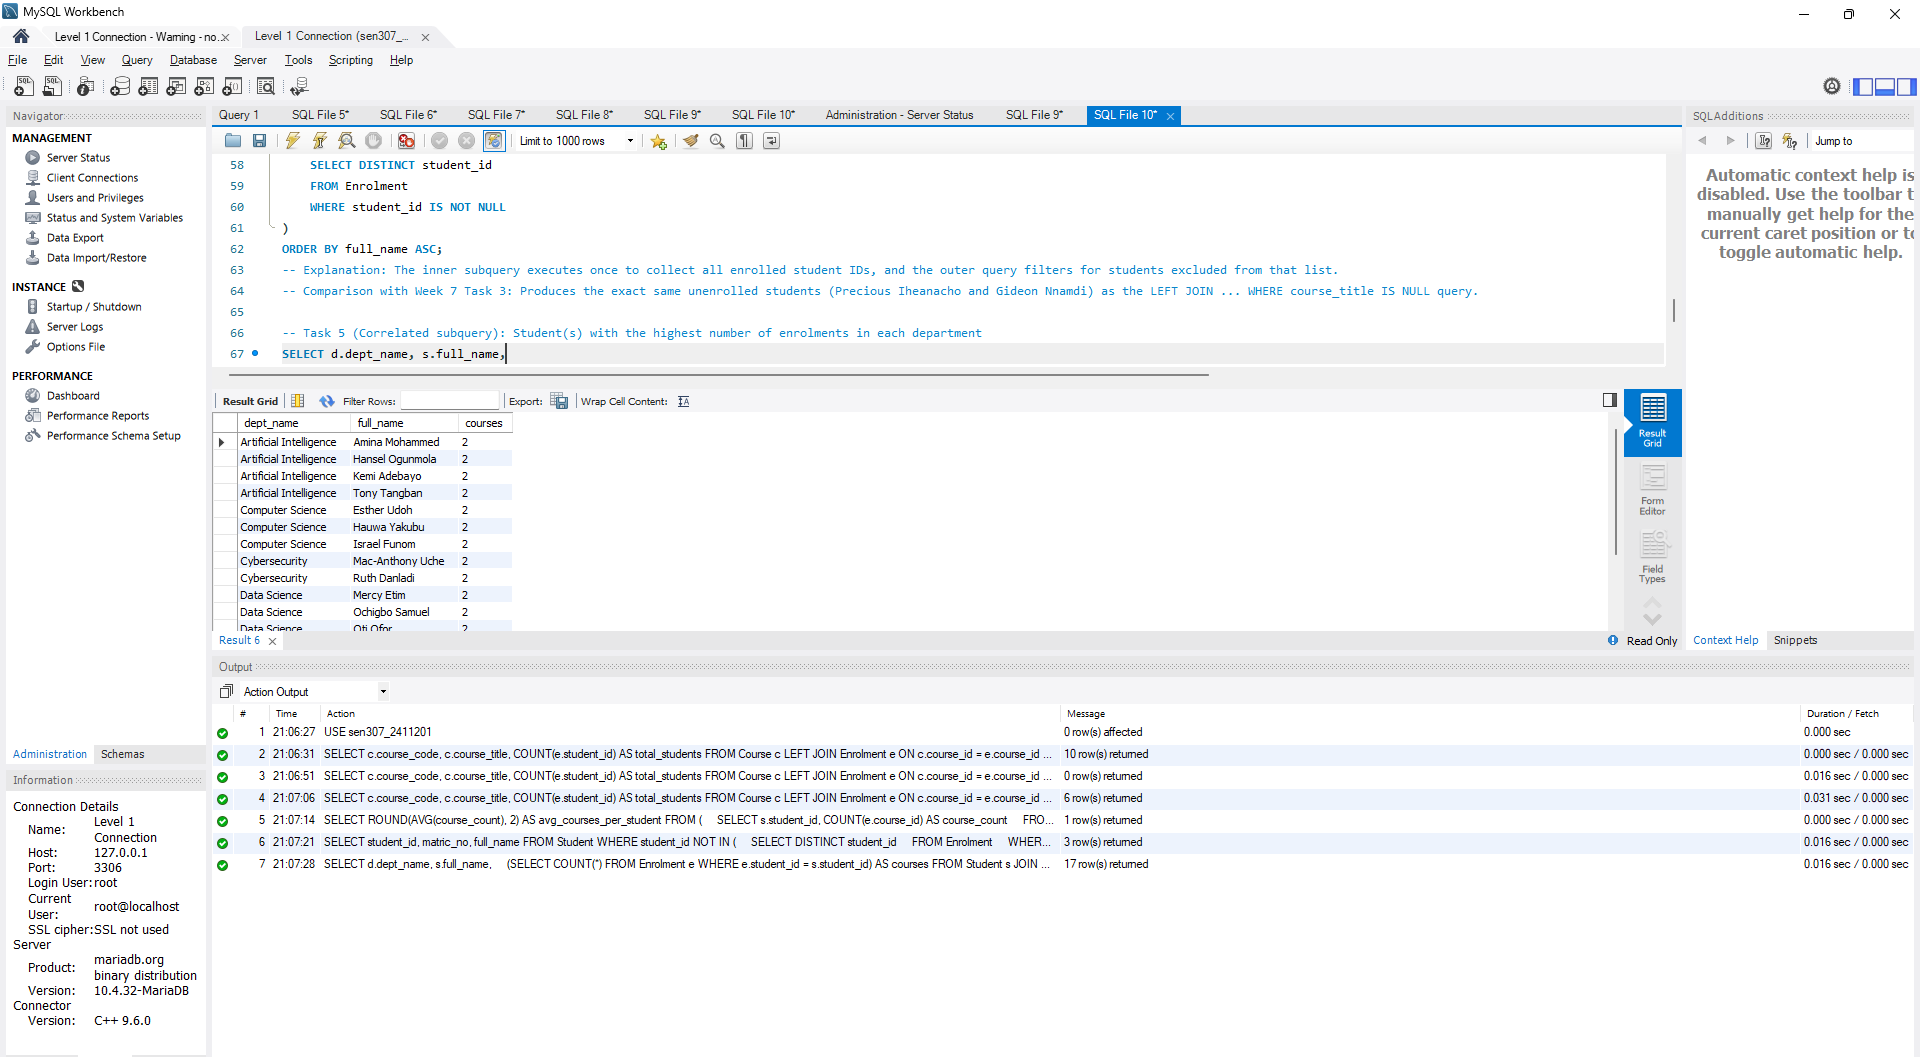 MySQL Workbench
Level 1 Connection - Warning - no...
Level 1 Connection (sen307_...
File Edit View Query Database Server Tools Scripting Help
Navigator
MANAGEMENT
Server Status
Client Connections
Users and Privileges
Status and System Variables
Data Export
Data Import/Restore
INSTANCE
Startup / Shutdown
Server Logs
Options File
PERFORMANCE
Dashboard
Performance Reports
Performance Schema Setup
Administration Schemas
Information
Connection Details
Name: Level 1 Connection
Host: 127.0.0.1
Port: 3306
Login User: root
Current User: root@localhost
SSL cipher: SSL not used
Server
Product: mariadb.org binary distribution
Version: 10.4.32-MariaDB
Connector
Version: C++ 9.6.0
Query 1 SQL File 5* SQL File 6* SQL File 7* SQL File 8* SQL File 9* SQL File 10* Administration - Server Status SQL File 9* SQL File 10*
Limit to 1000 rows
58 SELECT DISTINCT student_id
59 FROM Enrolment
60 WHERE student_id IS NOT NULL
61 )
62 ORDER BY full_name ASC;
63 -- Explanation: The inner subquery executes once to collect all enrolled student IDs, and the outer query filters for students excluded from that list.
64 -- Comparison with Week 7 Task 3: Produces the exact same unenrolled students (Precious Iheanacho and Gideon Nnamdi) as the LEFT JOIN ... WHERE course_title IS NULL query.
65
66 -- Task 5 (Correlated subquery): Student(s) with the highest number of enrolments in each department
67 SELECT d.dept_name, s.full_name,
Result Grid Filter Rows: Export: Wrap Cell Content:
dept_name full_name courses
Artificial Intelligence Amina Mohammed 2
Artificial Intelligence Hansel Ogunmola 2
Artificial Intelligence Kemi Adebayo 2
Artificial Intelligence Tony Tangban 2
Computer Science Esther Udoh 2
Computer Science Hauwa Yakubu 2
Computer Science Israel Funom 2
Cybersecurity Mac-Anthony Uche 2
Cybersecurity Ruth Danladi 2
Data Science Mercy Etim 2
Data Science Ochigbo Samuel 2
Data Science Oti Ofor 2
Result Grid
Form Editor
Field Types
Result 6
Read Only
SQLAdditions
Jump to
Automatic context help is
disabled. Use the toolbar t
manually get help for the
current caret position or to
toggle automatic help.
Context Help Snippets
Output
Action Output
# Time Action Message Duration / Fetch
1 21:06:27 USE sen307_2411201 0 row(s) affected 0.000 sec
2 21:06:31 SELECT c.course_code, c.course_title, COUNT(e.student_id) AS total_students FROM Course c LEFT JOIN Enrolment e ON c.course_id = e.course_id ... 10 row(s) returned 0.000 sec / 0.000 sec
3 21:06:51 SELECT c.course_code, c.course_title, COUNT(e.student_id) AS total_students FROM Course c LEFT JOIN Enrolment e ON c.course_id = e.course_id ... 0 row(s) returned 0.016 sec / 0.000 sec
4 21:07:06 SELECT c.course_code, c.course_title, COUNT(e.student_id) AS total_students FROM Course c LEFT JOIN Enrolment e ON c.course_id = e.course_id ... 6 row(s) returned 0.031 sec / 0.000 sec
5 21:07:14 SELECT ROUND(AVG(course_count), 2) AS avg_courses_per_student FROM ( SELECT s.student_id, COUNT(e.course_id) AS course_count FRO... 1 row(s) returned 0.000 sec / 0.000 sec
6 21:07:21 SELECT student_id, matric_no, full_name FROM Student WHERE student_id NOT IN ( SELECT DISTINCT student_id FROM Enrolment WHER... 3 row(s) returned 0.016 sec / 0.000 sec
7 21:07:28 SELECT d.dept_name, s.full_name, (SELECT COUNT(*) FROM Enrolment e WHERE e.student_id = s.student_id) AS courses FROM Student s JOIN ... 17 row(s) returned 0.016 sec / 0.000 sec